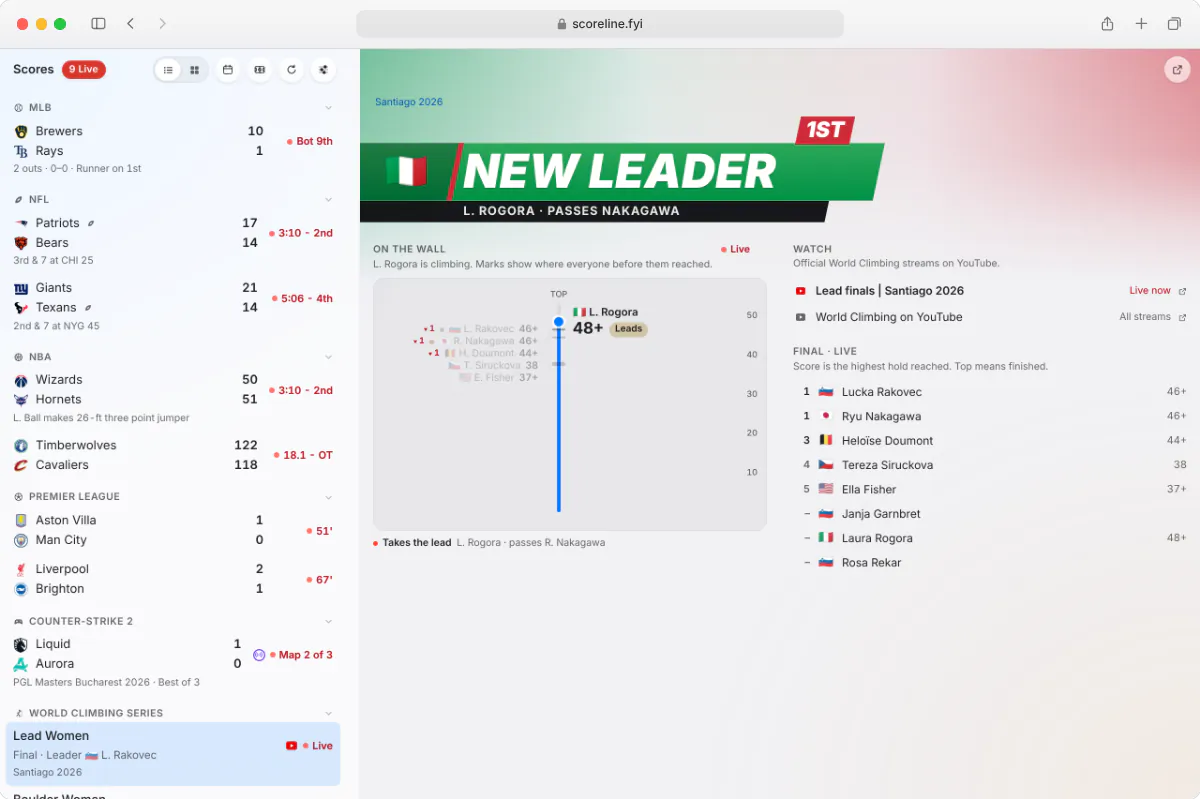 scoreline.fyi
Scores 9 Live
MLB
Brewers 10
Rays 1
Bot 9th
2 outs · 0–0 · Runner on 1st
NFL
Patriots 17
Bears 14
3:10 - 2nd
3rd & 7 at CHI 25
Giants 21
Texans 14
5:06 - 4th
2nd & 7 at NYG 45
NBA
Wizards 50
Hornets 51
3:10 - 2nd
L. Ball makes 26-ft three point jumper
Timberwolves 122
Cavaliers 118
18.1 - OT
PREMIER LEAGUE
Aston Villa 1
Man City 0
51'
Liverpool 2
Brighton 1
67'
COUNTER-STRIKE 2
Liquid 1
Aurora 0
Map 2 of 3
PGL Masters Bucharest 2026 · Best of 3
WORLD CLIMBING SERIES
Lead Women
Final · Leader L. Rakovec
Live
Santiago 2026
Boulder Women
Santiago 2026
1ST
NEW LEADER
L. ROGORA · PASSES NAKAGAWA
ON THE WALL Live
L. Rogora is climbing. Marks show where everyone before them reached.
TOP
L. Rogora
48+ Leads
1 L. Rakovec 46+
1 R. Nakagawa 46+
1 H. Doumont 44+
T. Siruckova 38
E. Fisher 37+
50
40
30
20
10
Takes the lead L. Rogora · passes R. Nakagawa
WATCH
Official World Climbing streams on YouTube.
Lead finals | Santiago 2026 Live now
World Climbing on YouTube All streams
FINAL · LIVE
Score is the highest hold reached. Top means finished.
1 Lucka Rakovec 46+
1 Ryu Nakagawa 46+
3 Heloïse Doumont 44+
4 Tereza Siruckova 38
5 Ella Fisher 37+
– Janja Garnbret
– Laura Rogora 48+
– Rosa Rekar